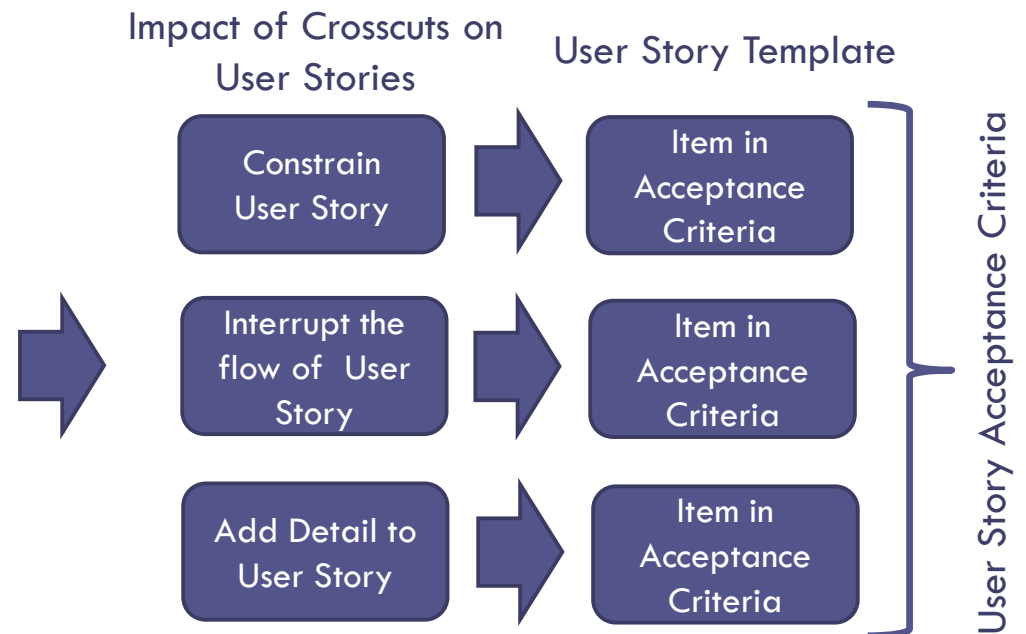 Impact of Crosscuts on
User Stories
User Story Template
Constrain
User Story
Item in
Acceptance
Criteria
Interrupt the
flow of User
Story
Item in
Acceptance
Criteria
Add Detail to
User Story
Item in
Acceptance
Criteria
User Story Acceptance Criteria